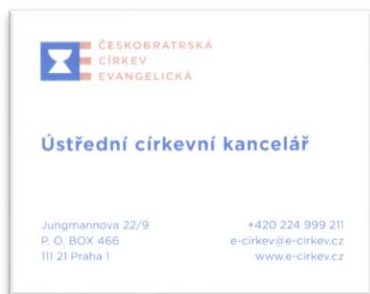 ČESKOBRATRSKÁ
CÍRKEV
EVANGELICKÁ
Ústřední církevní kancelář
Jungmannova 22/9
P. O. BOX 466
111 21 Praha 1
+420 224 999 211
e-cirkev@e-cirkev.cz
www.e-cirkev.cz